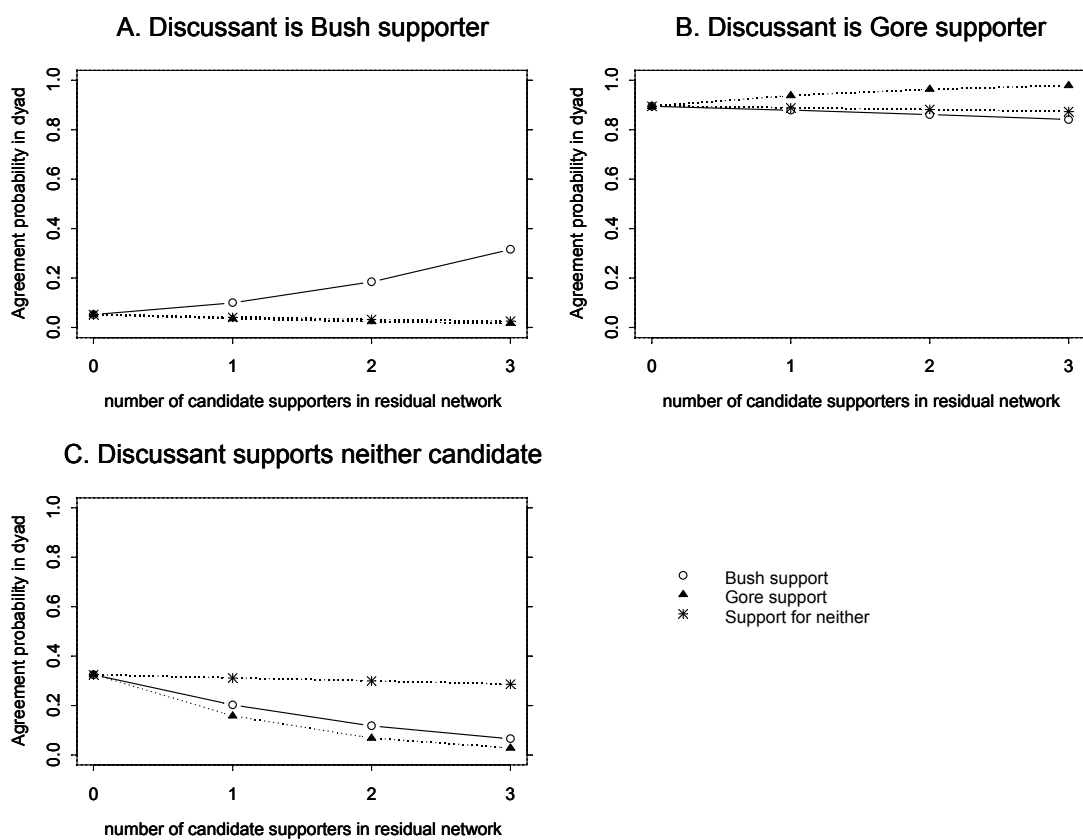 A. Discussant is Bush supporter
Agreement probability in dyad
1.0
0.8
0.6
0.4
0.2
0.0
0 1 2 3
number of candidate supporters in residual network
B. Discussant is Gore supporter
Agreement probability in dyad
1.0
0.8
0.6
0.4
0.2
0.0
0 1 2 3
number of candidate supporters in residual network
C. Discussant supports neither candidate
Agreement probability in dyad
1.0
0.8
0.6
0.4
0.2
0.0
0 1 2 3
number of candidate supporters in residual network
Bush support
Gore support
Support for neither